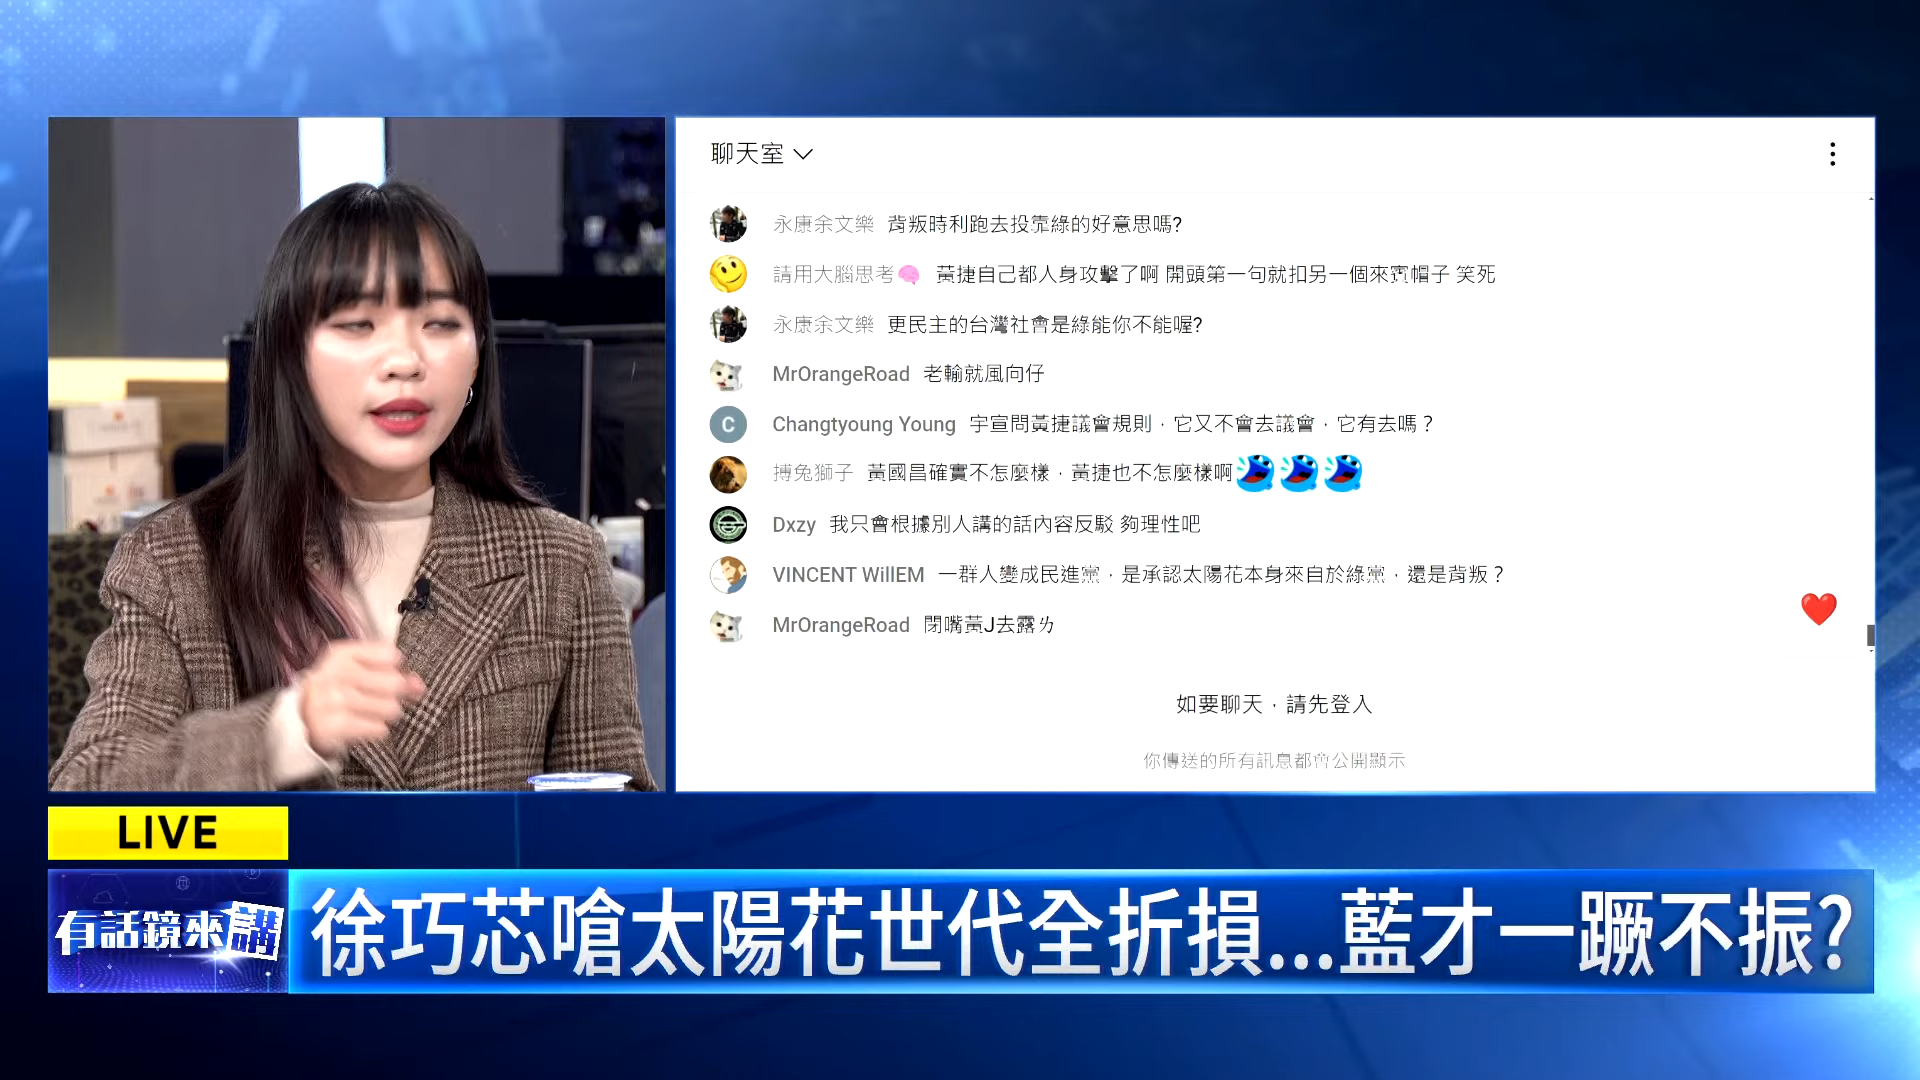 聊天室
永康余文樂 背叛時利跑去投靠綠的好意思嗎?
請用大腦思考🧠 黃捷自己都人身攻擊了啊 開頭第一句就扣另一個來賓帽子 笑死
永康余文樂 更民主的台灣社會是綠能你不能喔?
MrOrangeRoad 老輸就風向仔
C Changtyoung Young 宇宣問黃捷議會規則，它又不會去議會，它有去嗎？
搏兔獅子 黃國昌確實不怎麼樣，黃捷也不怎麼樣啊
Dxzy 我只會根據別人講的話內容反駁 夠理性吧
VINCENT WillEM 一群人變成民進黨，是承認太陽花本身來自於綠黨，還是背叛？
MrOrangeRoad 閉嘴黃J去露ㄌ
如要聊天，請先登入
你傳送的所有訊息都會公開顯示
LIVE
有話鏡來講
徐巧芯嗆太陽花世代全折損...藍才一蹶不振?